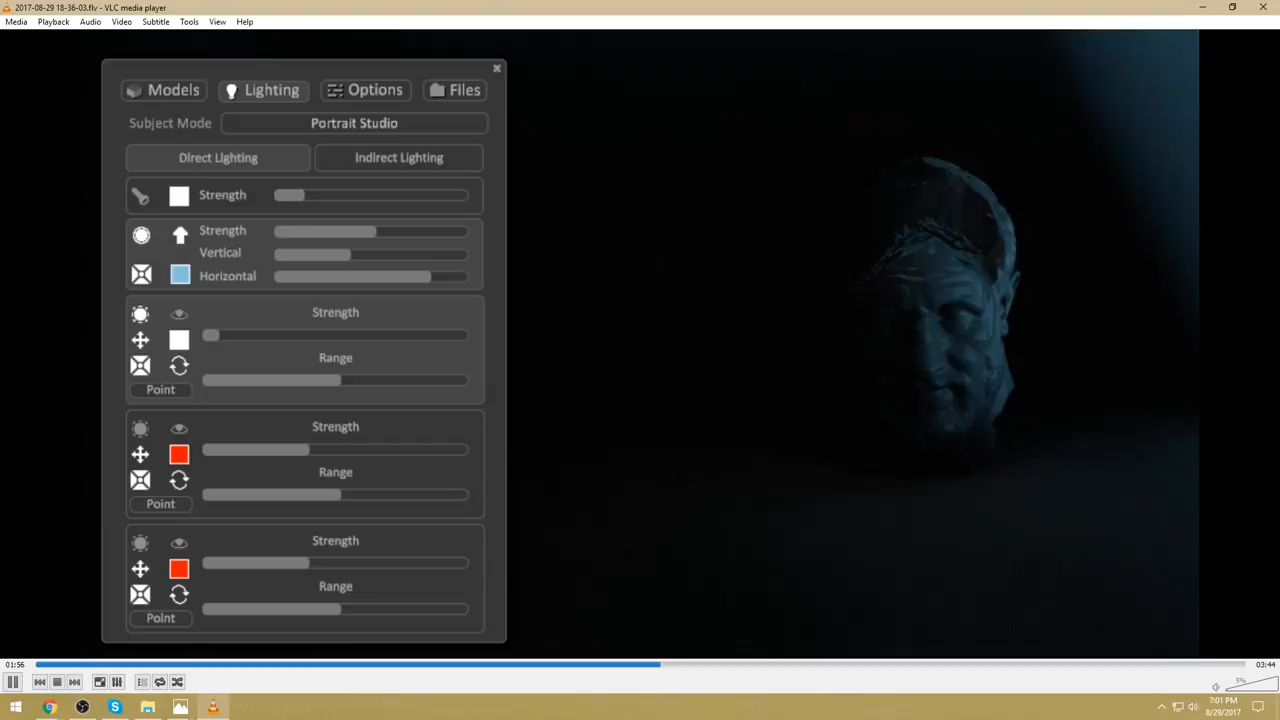 2017-08-29 18-36-03.flv - VLC media player
Media Playback Audio Video Subtitle Tools View Help
Models Lighting Options Files
Subject Mode Portrait Studio
Direct Lighting Indirect Lighting
Strength
Strength
Vertical
Horizontal
Strength
Range
Point
Strength
Range
Point
Strength
Range
Point
01:56 03:44
5%
7:01 PM
8/29/2017